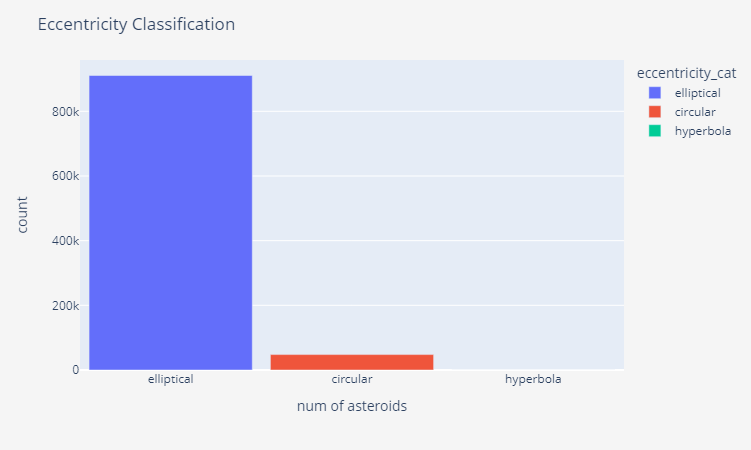 Eccentricity Classification
eccentricity_cat
elliptical
circular
hyperbola
800k
600k
400k
200k
0
count
elliptical circular hyperbola
num of asteroids